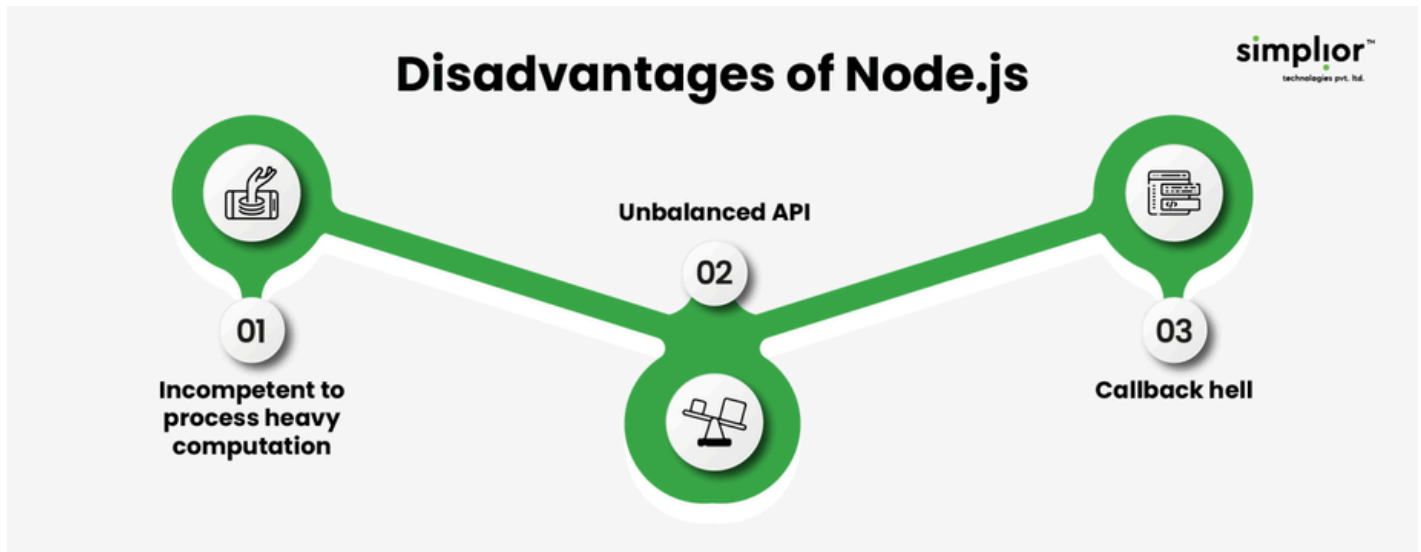 Disadvantages of Node.js
simplior™
technologies pvt. ltd.
01
Incompetent to
process heavy
computation
Unbalanced API
02
03
Callback hell